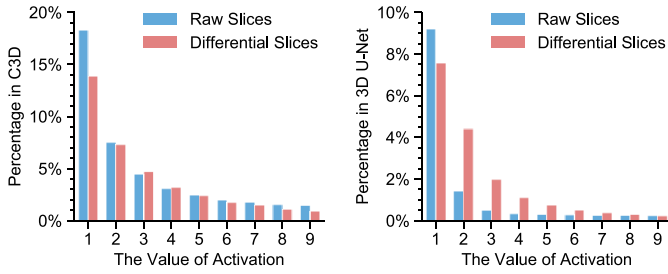 Percentage in C3D
20%
15%
10%
5%
0%
Raw Slices
Differential Slices
1 2 3 4 5 6 7 8 9
The Value of Activation
Percentage in 3D U-Net
10%
8%
6%
4%
2%
0%
Raw Slices
Differential Slices
1 2 3 4 5 6 7 8 9
The Value of Activation